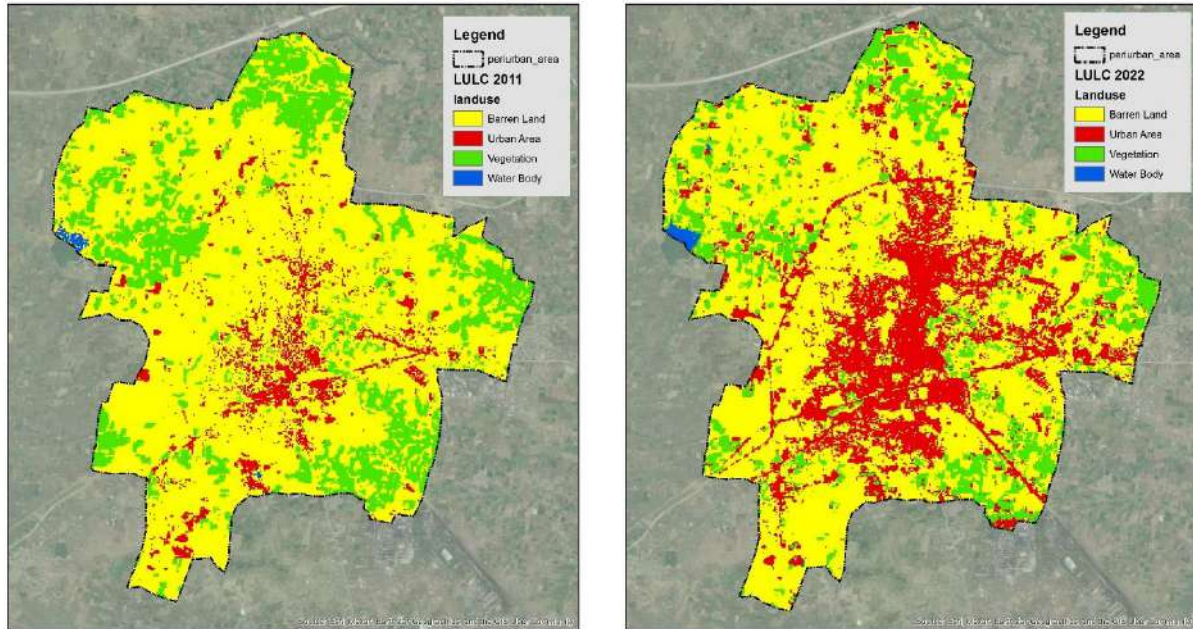 Legend
periurban_area
LULC 2011
landuse
Barren Land
Urban Area
Vegetation
Water Body
Legend
periurban_area
LULC 2022
Landuse
Barren Land
Urban Area
Vegetation
Water Body